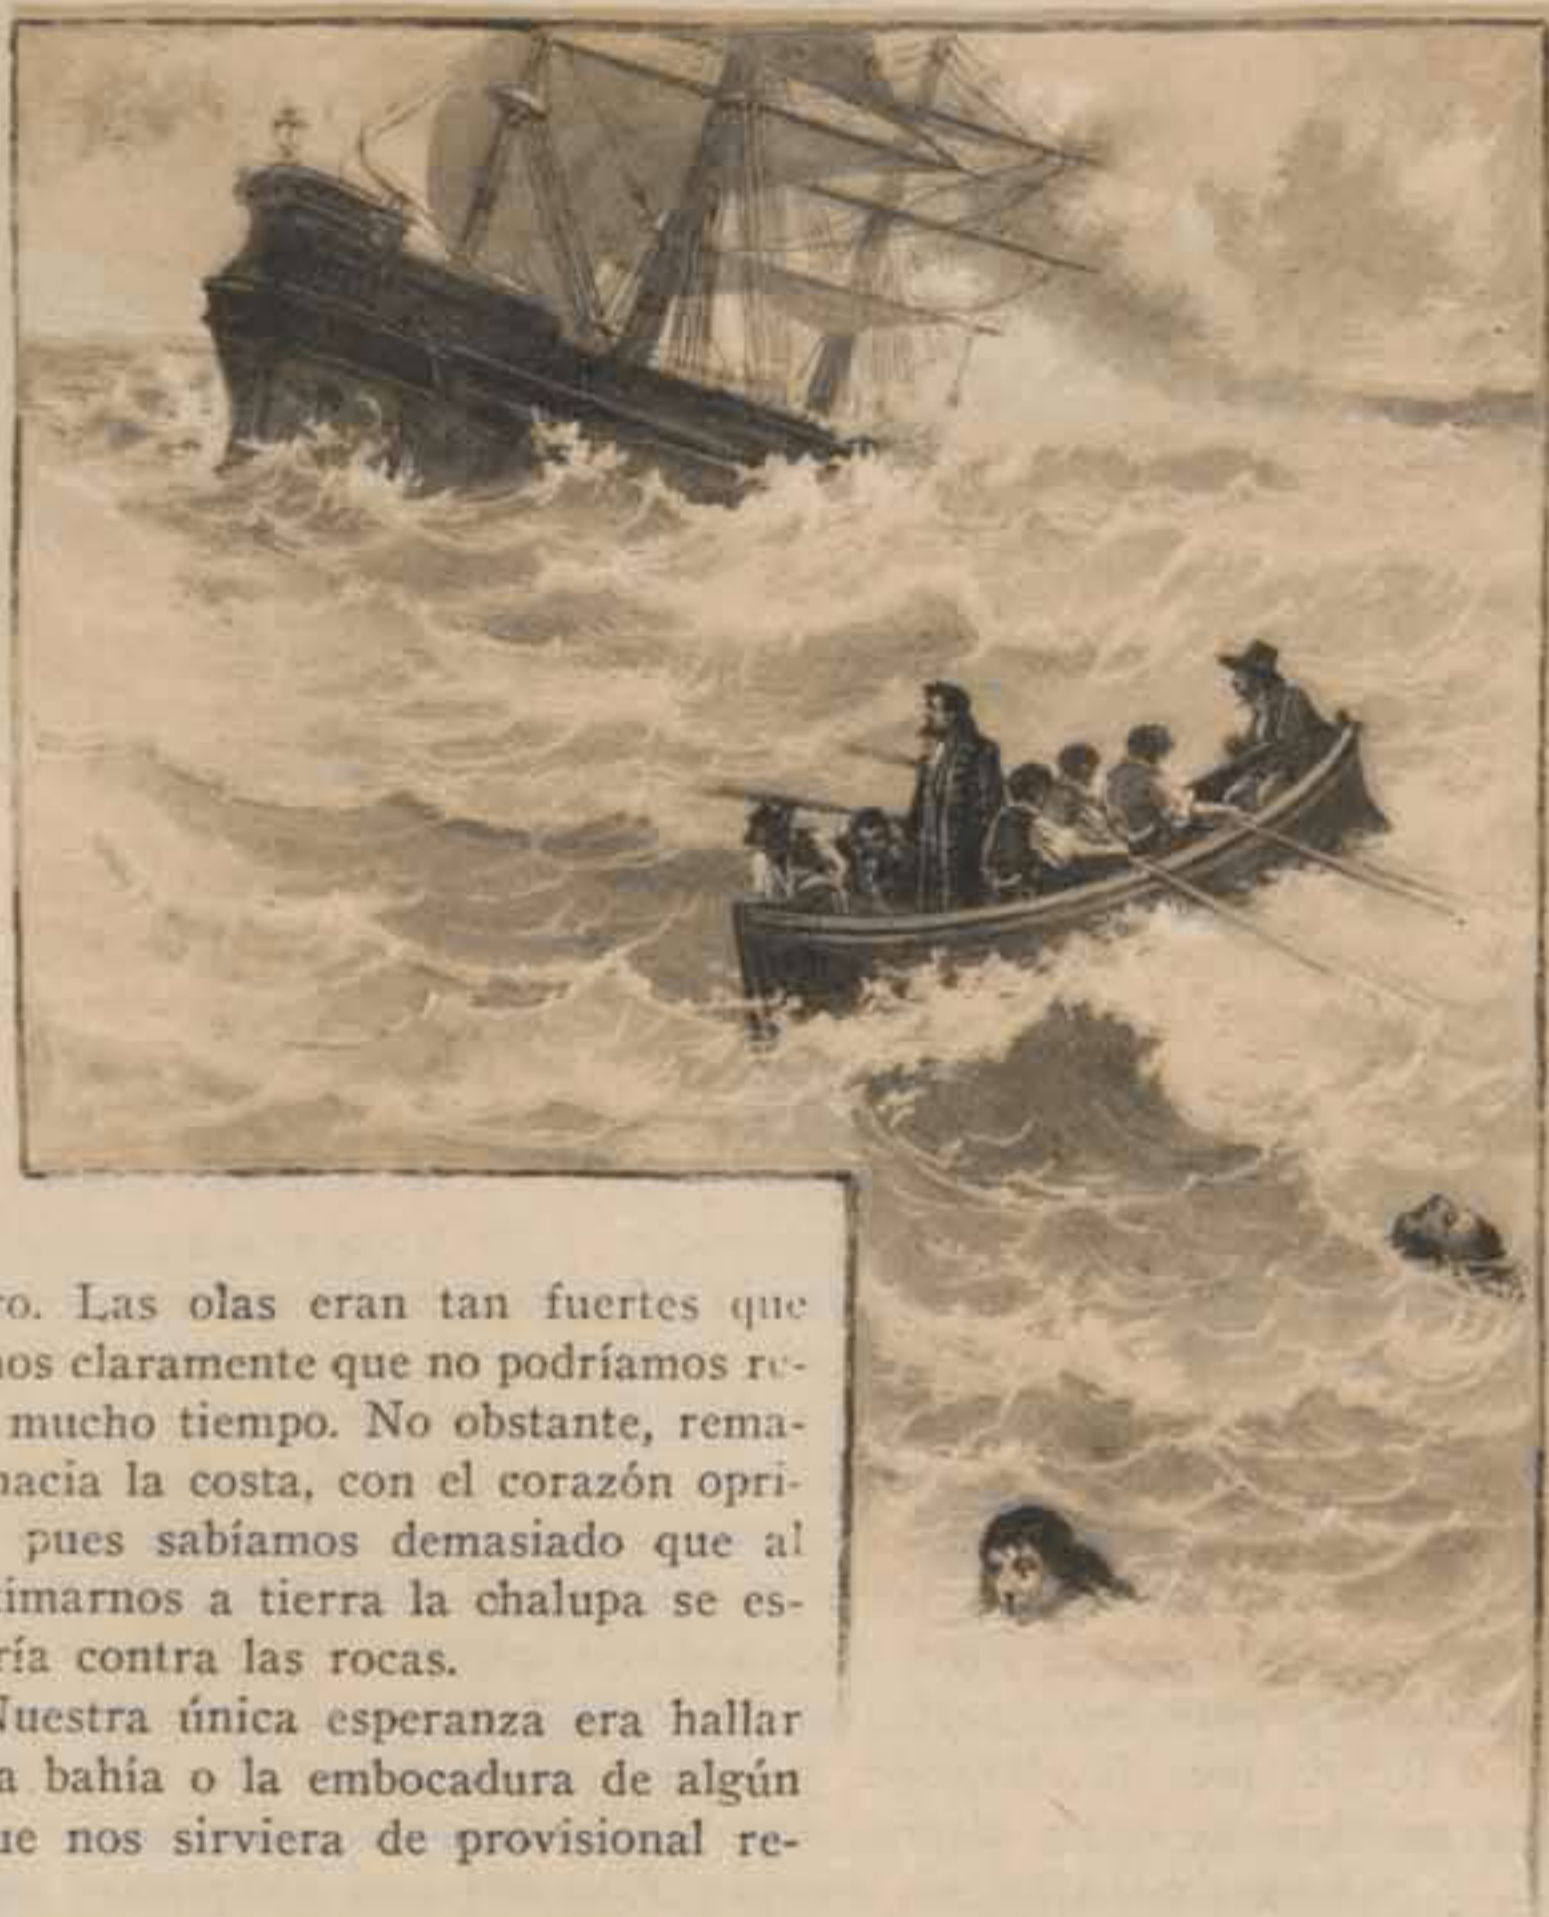 ro. Las olas eran tan fuertes que
nos claramente que no podríamos re-
mucho tiempo. No obstante, rema-
hacia la costa, con el corazón opri-
pues sabíamos demasiado que al
ximarnos a tierra la chalupa se es-
ría contra las rocas.
Nuestra única esperanza era hallar
a bahía o la embocadura de algún
ue nos sirviera de provisional re-